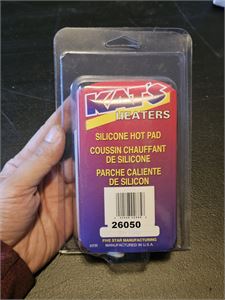 KAT'S
HEATERS
SILICONE HOT PAD
COUSSIN CHAUFFANT
DE SILICONE
PARCHE CALIENTE
DE SILICON
26050
FIVE STAR MANUFACTURING
MANUFACTURED IN U.S.A.